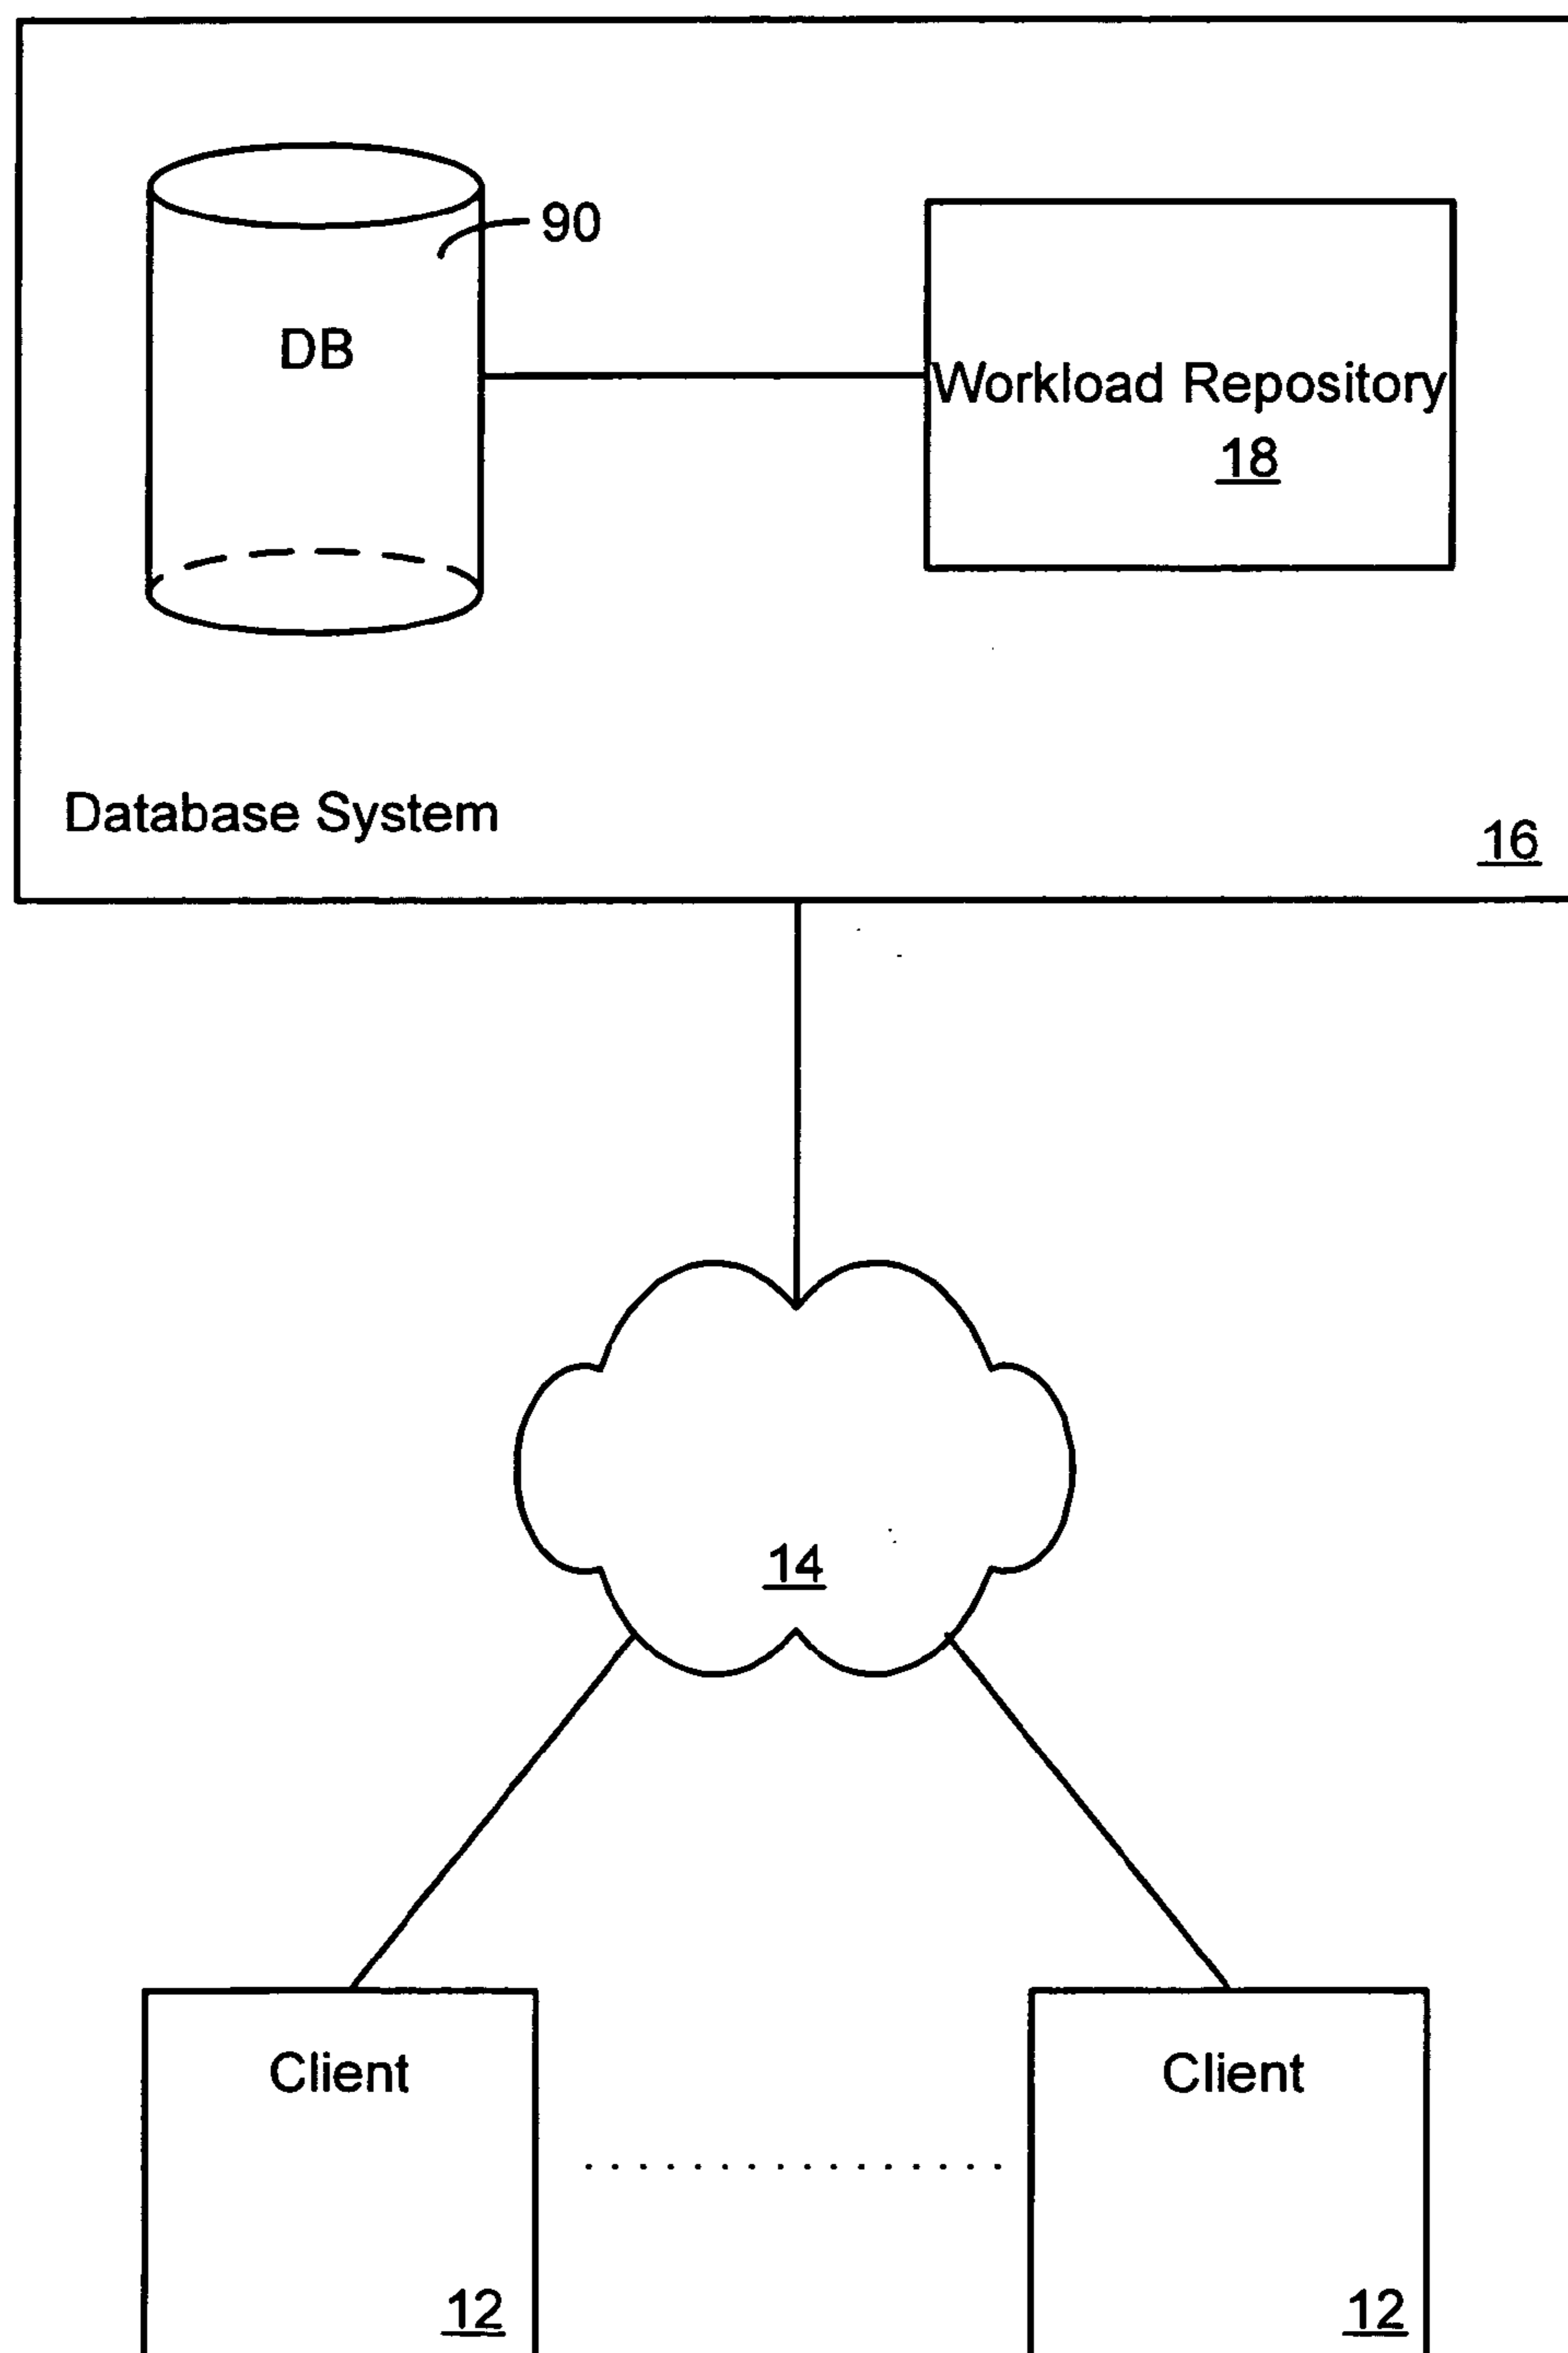 90
DB
Workload Repository
18
Database System
16
14
Client
Client
12
12